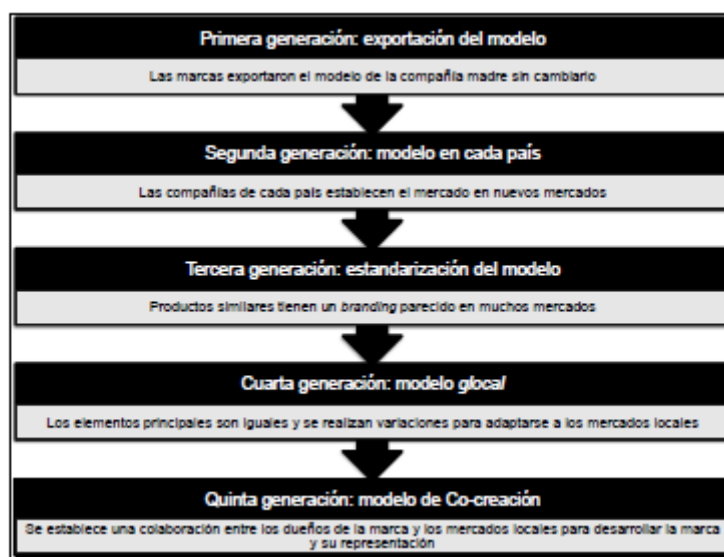 Primera generación: exportación del modelo
Las marcas exportaron el modelo de la compañía madre sin cambiarlo
Segunda generación: modelo en cada país
Las compañías de cada país establecen el mercado en nuevos mercados
Tercera generación: estandarización del modelo
Productos similares tienen un branding parecido en muchos mercados
Cuarta generación: modelo glocal
Los elementos principales son iguales y se realizan variaciones para adaptarse a los mercados locales
Quinta generación: modelo de Co-creación
Se establece una colaboración entre los dueños de la marca y los mercados locales para desarrollar la marca
y su representación